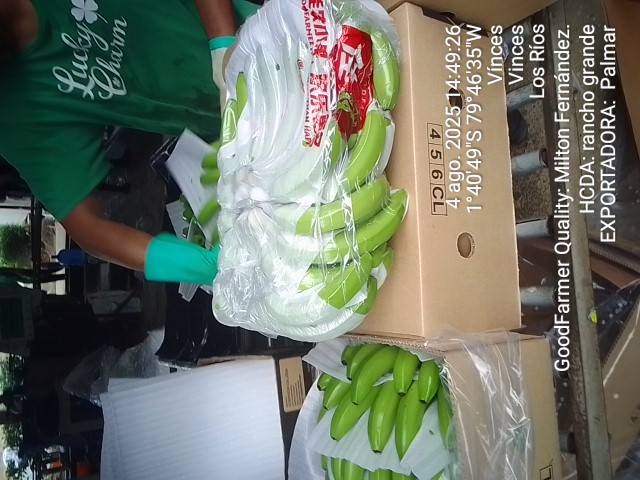 Lucky
Charm
4 5 6 CL
4 ago. 2025 14:49:26
1°40'49"S 79°46'35"W
Vínces
Vinces
Los Ríos
GoodFarmer Quality: Milton Fernández.
HCDA: rancho grande
EXPORTADORA: Palmar